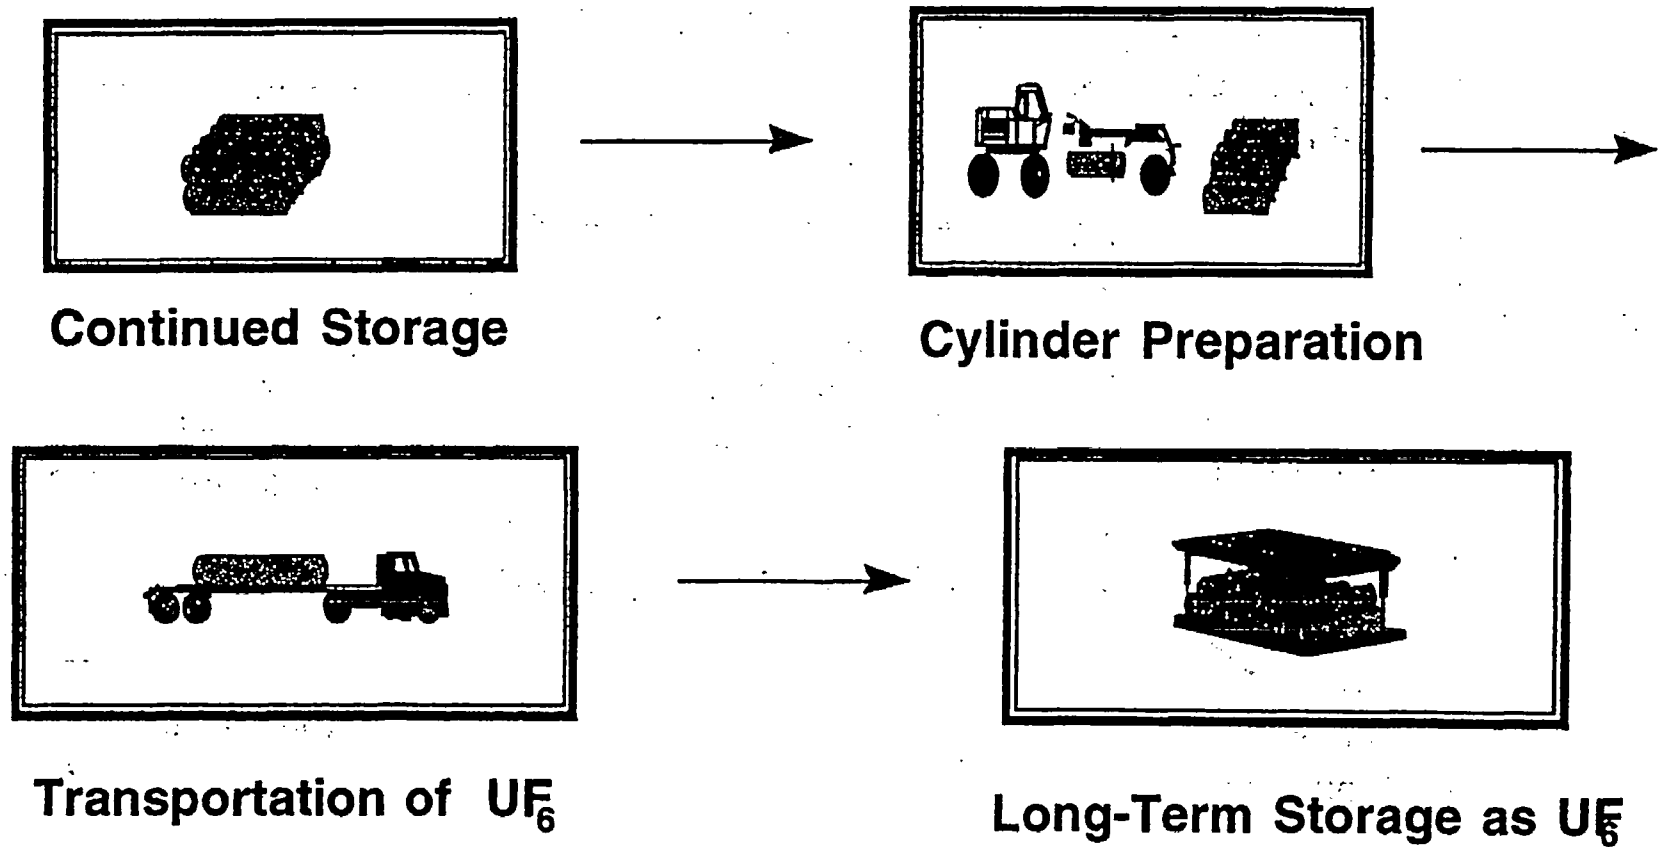 Continued Storage
Cylinder Preparation
Transportation of UF₆
Long-Term Storage as UF₆